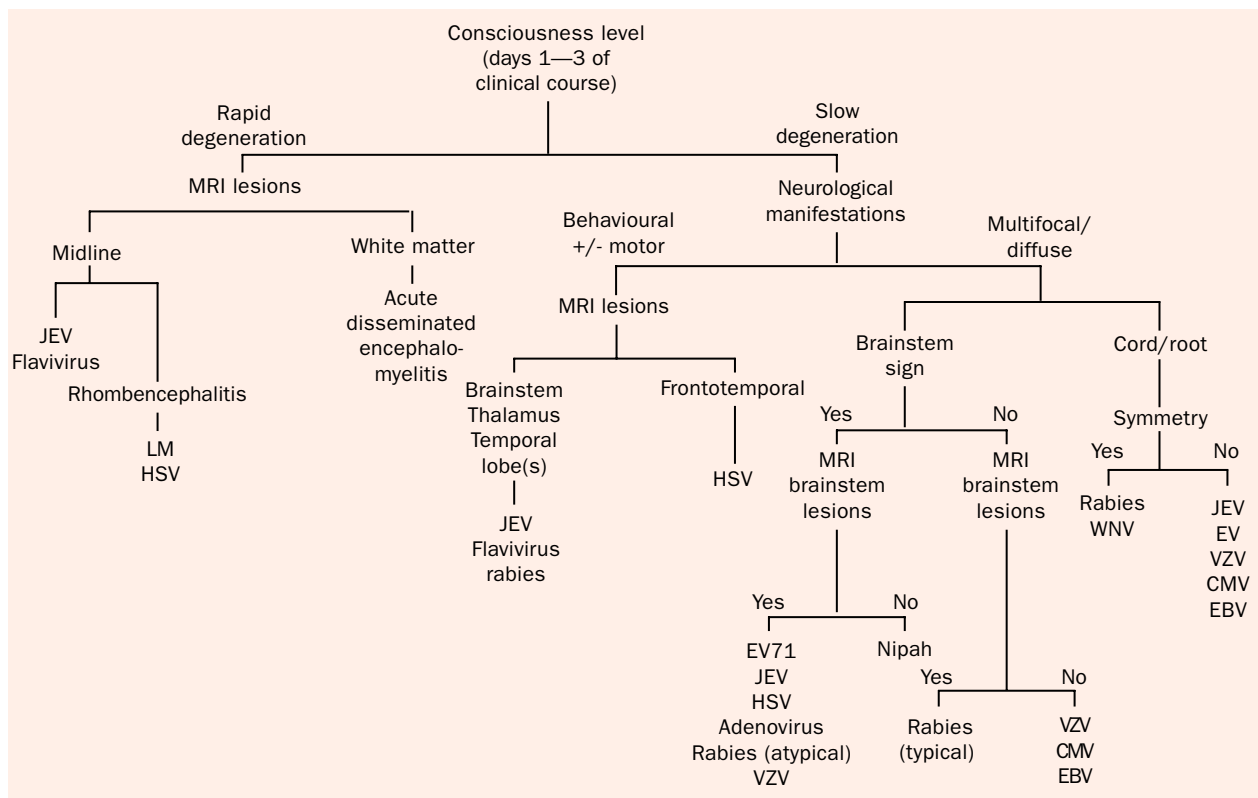 Consciousness level
(days 1—3 of
clinical course)
Rapid
degeneration
Slow
degeneration
MRI lesions
Neurological
manifestations
Behavioural
+/- motor
Multifocal/
diffuse
Midline
White matter
Acute
disseminated
encephalo-
myelitis
MRI lesions
JEV
Flavivirus
Rhombencephalitis
LM
HSV
Brainstem
Thalamus
Temporal
lobe(s)
JEV
Flavivirus
rabies
Frontotemporal
HSV
Brainstem
sign
Yes
No
MRI
brainstem
lesions
MRI
brainstem
lesions
Yes
No
EV71
JEV
HSV
Adenovirus
Rabies (atypical)
VZV
Nipah
Yes
No
Rabies
(typical)
VZV
CMV
EBV
Cord/root
Symmetry
Yes
No
Rabies
WNV
JEV
EV
VZV
CMV
EBV